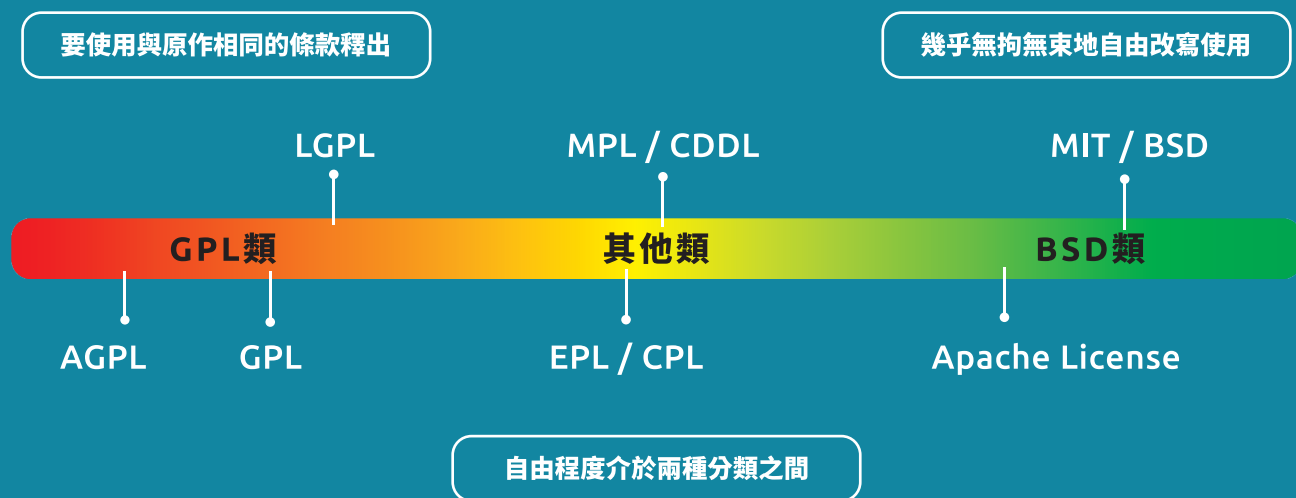 要使用與原作相同的條款釋出
幾乎無拘無束地自由改寫使用
LGPL
MPL / CDDL
MIT / BSD
GPL類
其他類
BSD類
AGPL
GPL
EPL / CPL
Apache License
自由程度介於兩種分類之間